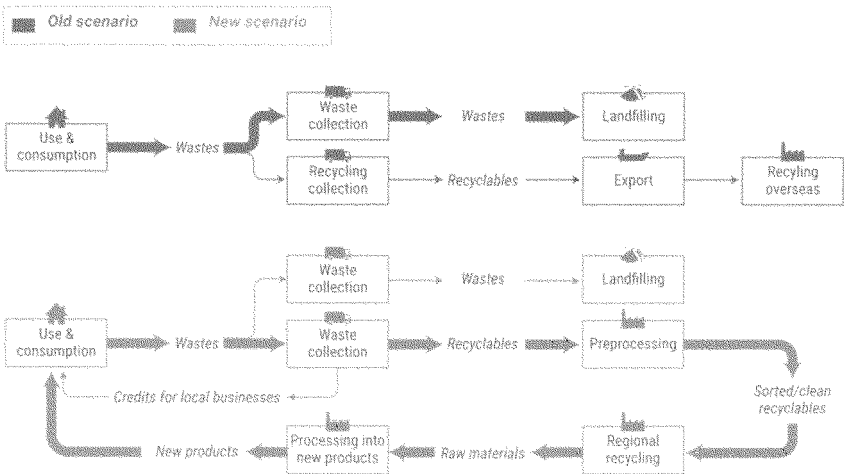 Old scenario
New scenario
Use &
consumption
Wastes
Waste
collection
Wastes
Landfilling
Recycling
collection
Recyclables
Export
Recyling
overseas
Waste
collection
Wastes
Landfilling
Use &
consumption
Wastes
Waste
collection
Recyclables
Preprocessing
Sorted/clean
recyclables
Credits for local businesses
New products
Processing into
new products
Raw materials
Regional
recycling